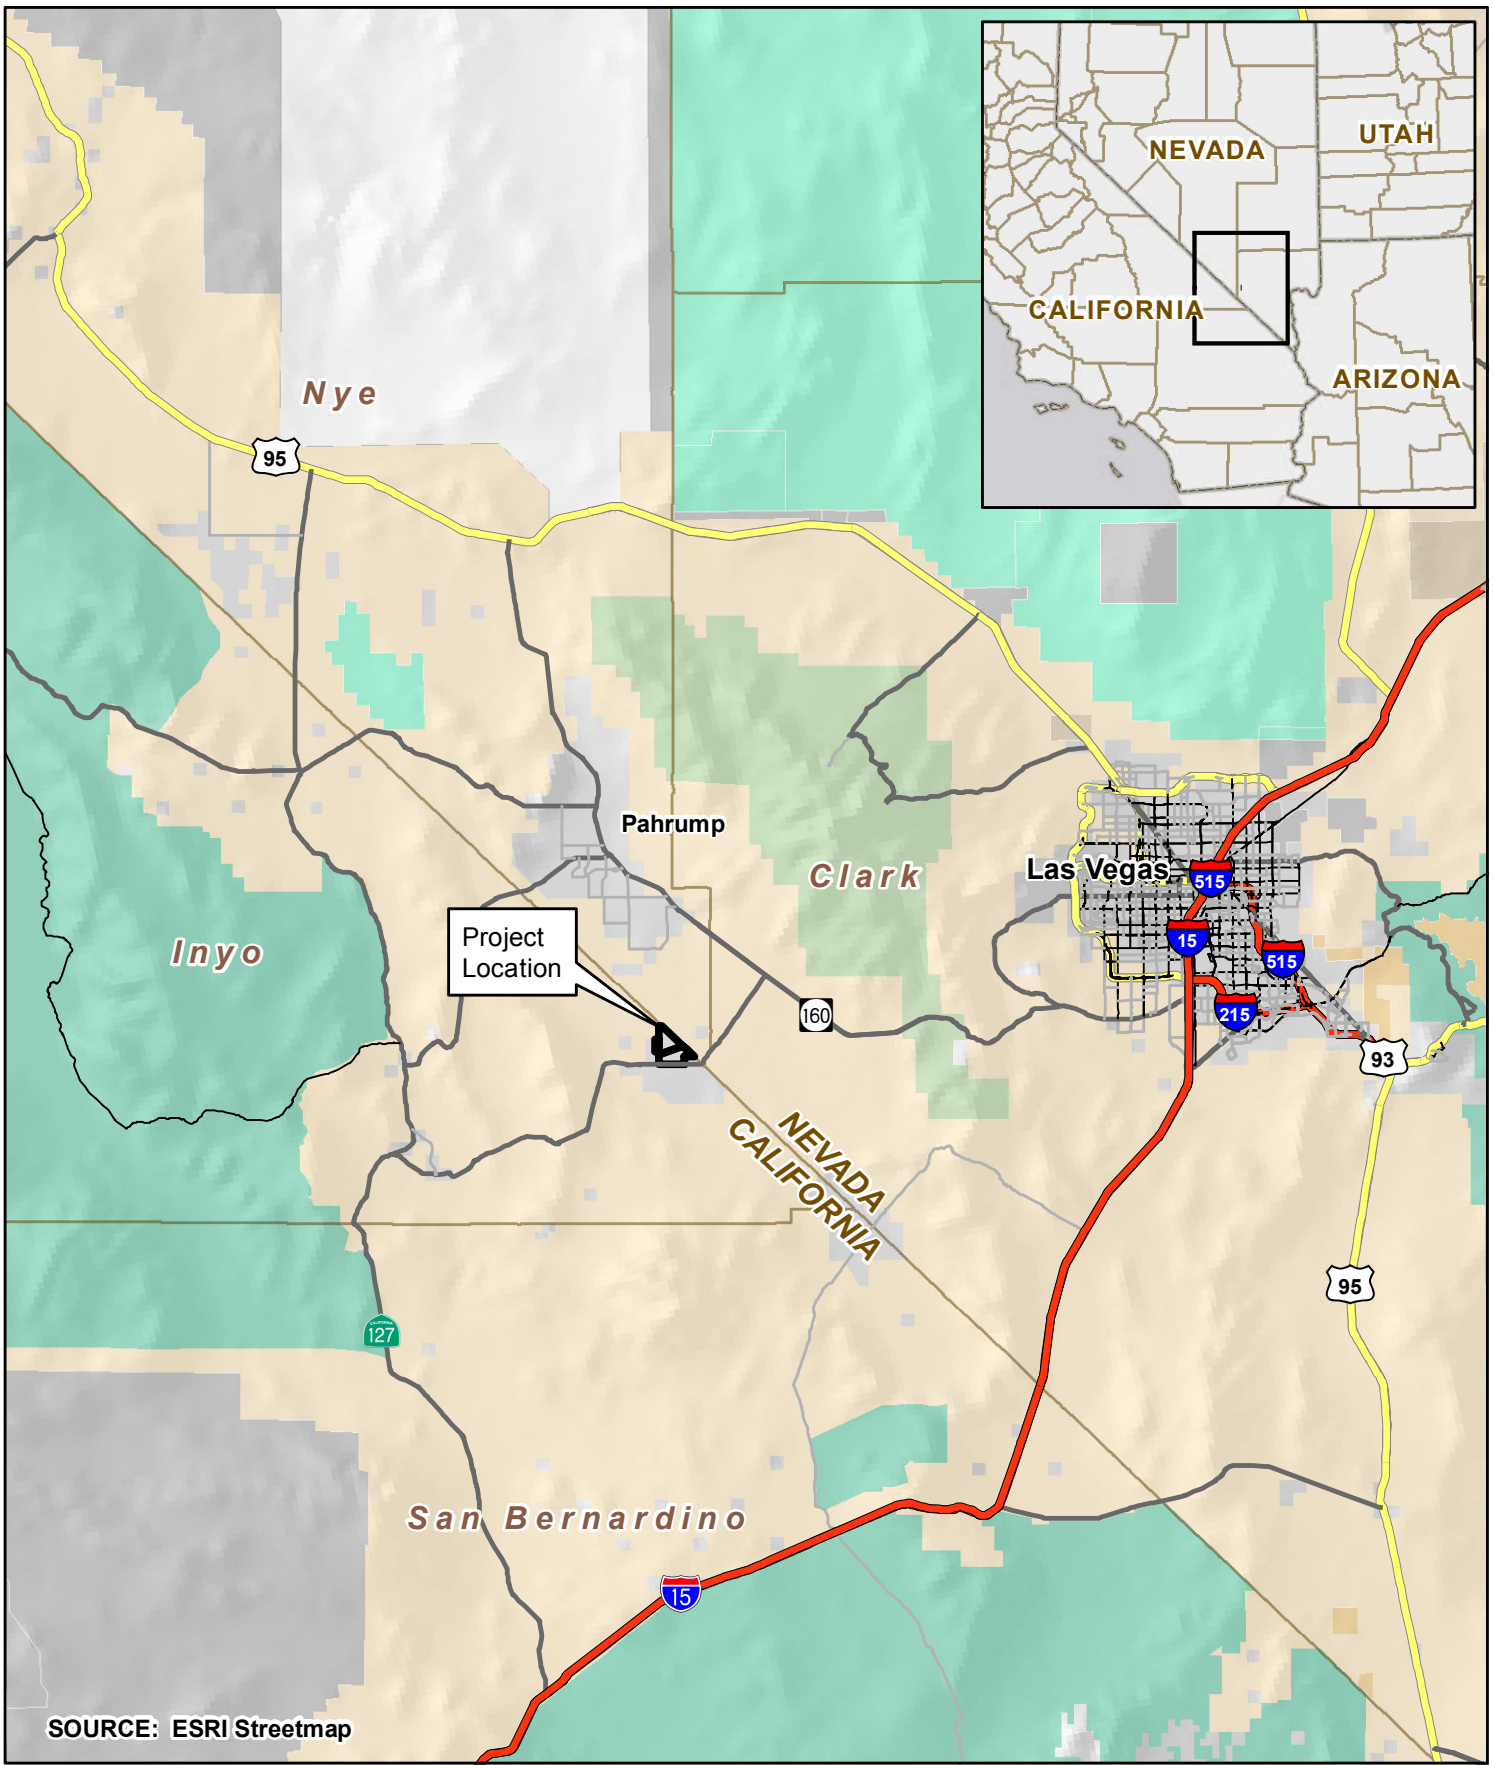 NEVADA
UTAH
CALIFORNIA
ARIZONA
Nye
95
Pahrump
Clark
Las Vegas
515
Inyo
Project
Location
15
515
160
215
93
NEVADA
CALIFORNIA
95
CALIFORNIA
127
San Bernardino
15
SOURCE: ESRI Streetmap